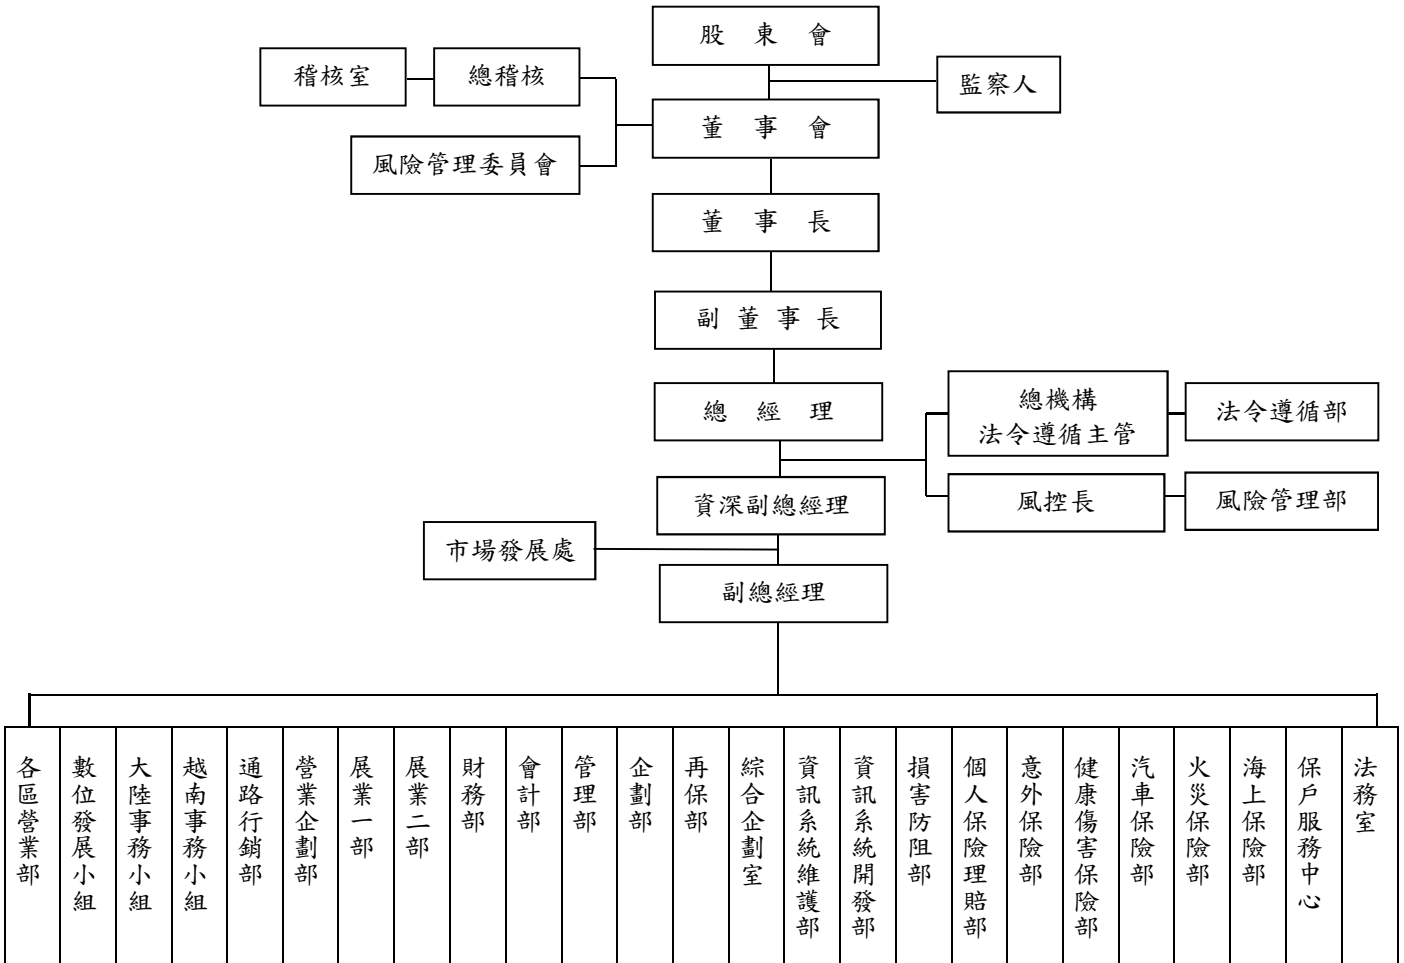 股東會
稽核室
總稽核
監察人
董事會
風險管理委員會
董事長
副董事長
總經理
總機構
法令遵循主管
法令遵循部
資深副總經理
風控長
風險管理部
市場發展處
副總經理
各區營業部
數位發展小組
大陸事務小組
越南事務小組
通路行銷部
營業企劃部
展業一部
展業二部
財務部
會計部
管理部
企劃部
再保部
綜合企劃室
資訊系統維護部
資訊系統開發部
損害防阻部
個人保險理賠部
意外保險部
健康傷害保險部
汽車保險部
火災保險部
海上保險部
保戶服務中心
法務室